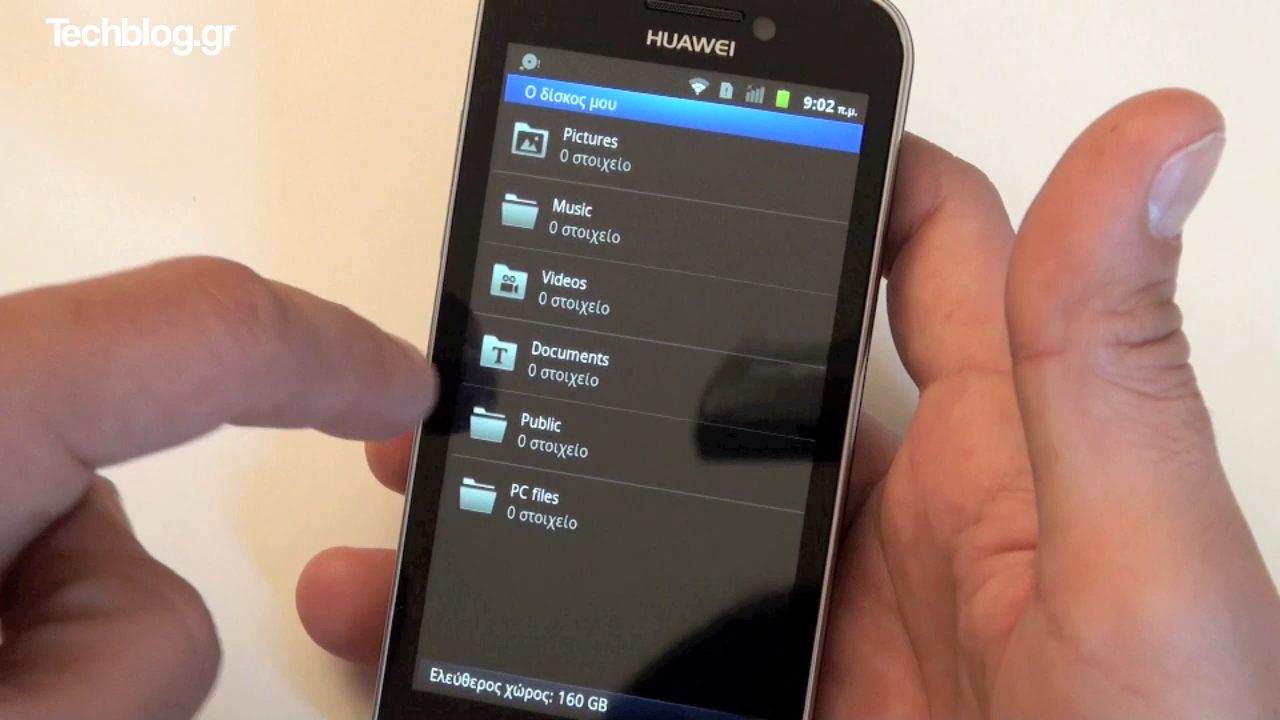 Techblog.gr
HUAWEI
9:02 π.μ.
Ο δίσκος μου
Pictures
0 στοιχείο
Music
0 στοιχείο
Videos
0 στοιχείο
Documents
0 στοιχείο
Public
0 στοιχείο
PC files
0 στοιχείο
Ελεύθερος χώρος: 160 GB